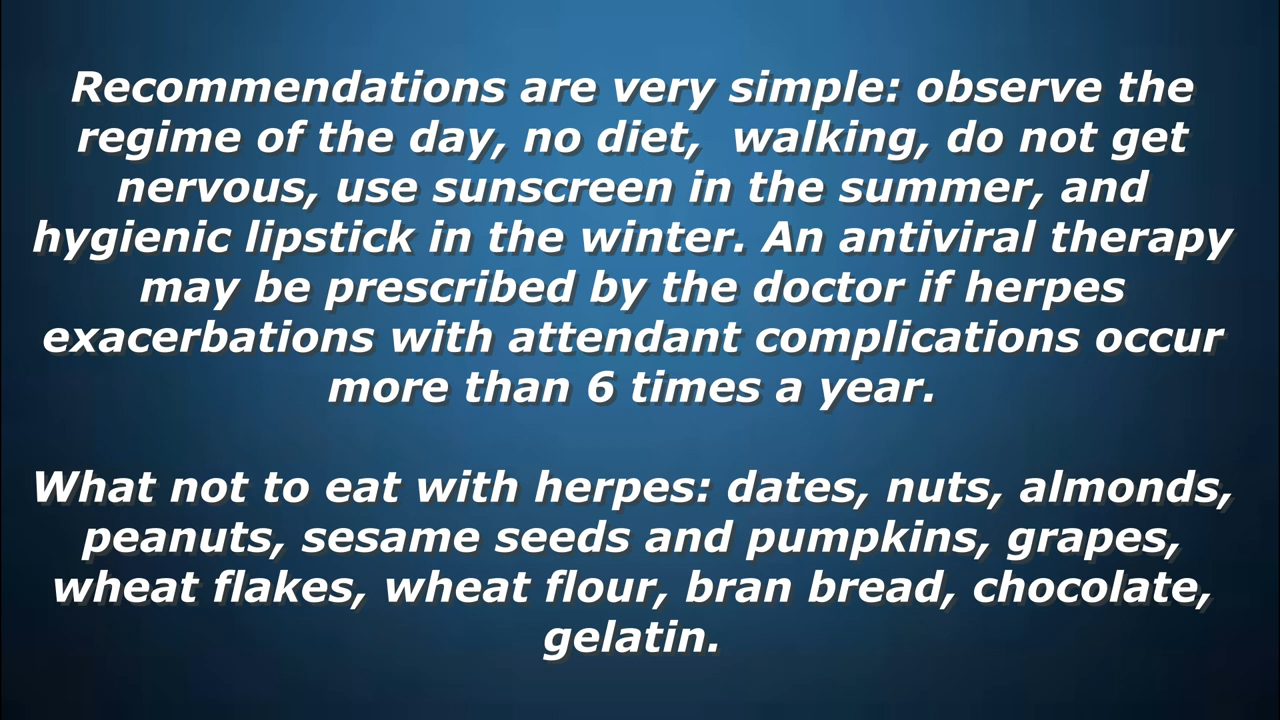 Recommendations are very simple: observe the
regime of the day, no diet,  walking, do not get
nervous, use sunscreen in the summer, and
hygienic lipstick in the winter. An antiviral therapy
may be prescribed by the doctor if herpes
exacerbations with attendant complications occur
more than 6 times a year.
What not to eat with herpes: dates, nuts, almonds,
peanuts, sesame seeds and pumpkins, grapes,
wheat flakes, wheat flour, bran bread, chocolate,
gelatin.